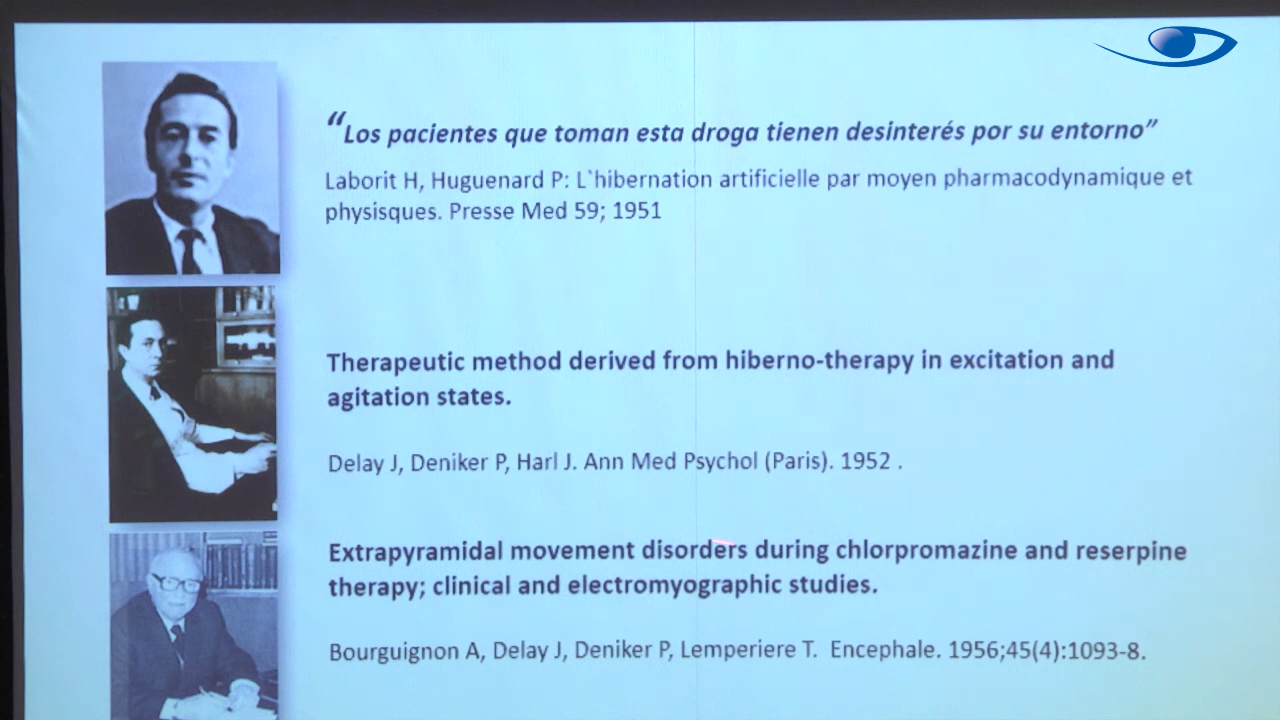 “Los pacientes que toman esta droga tienen desinterés por su entorno”
Laborit H, Huguenard P: L`hibernation artificielle par moyen pharmacodynamique et
physisques. Presse Med 59; 1951
Therapeutic method derived from hiberno-therapy in excitation and
agitation states.
Delay J, Deniker P, Harl J. Ann Med Psychol (Paris). 1952 .
Extrapyramidal movement disorders during chlorpromazine and reserpine
therapy; clinical and electromyographic studies.
Bourguignon A, Delay J, Deniker P, Lemperiere T.  Encephale. 1956;45(4):1093-8.